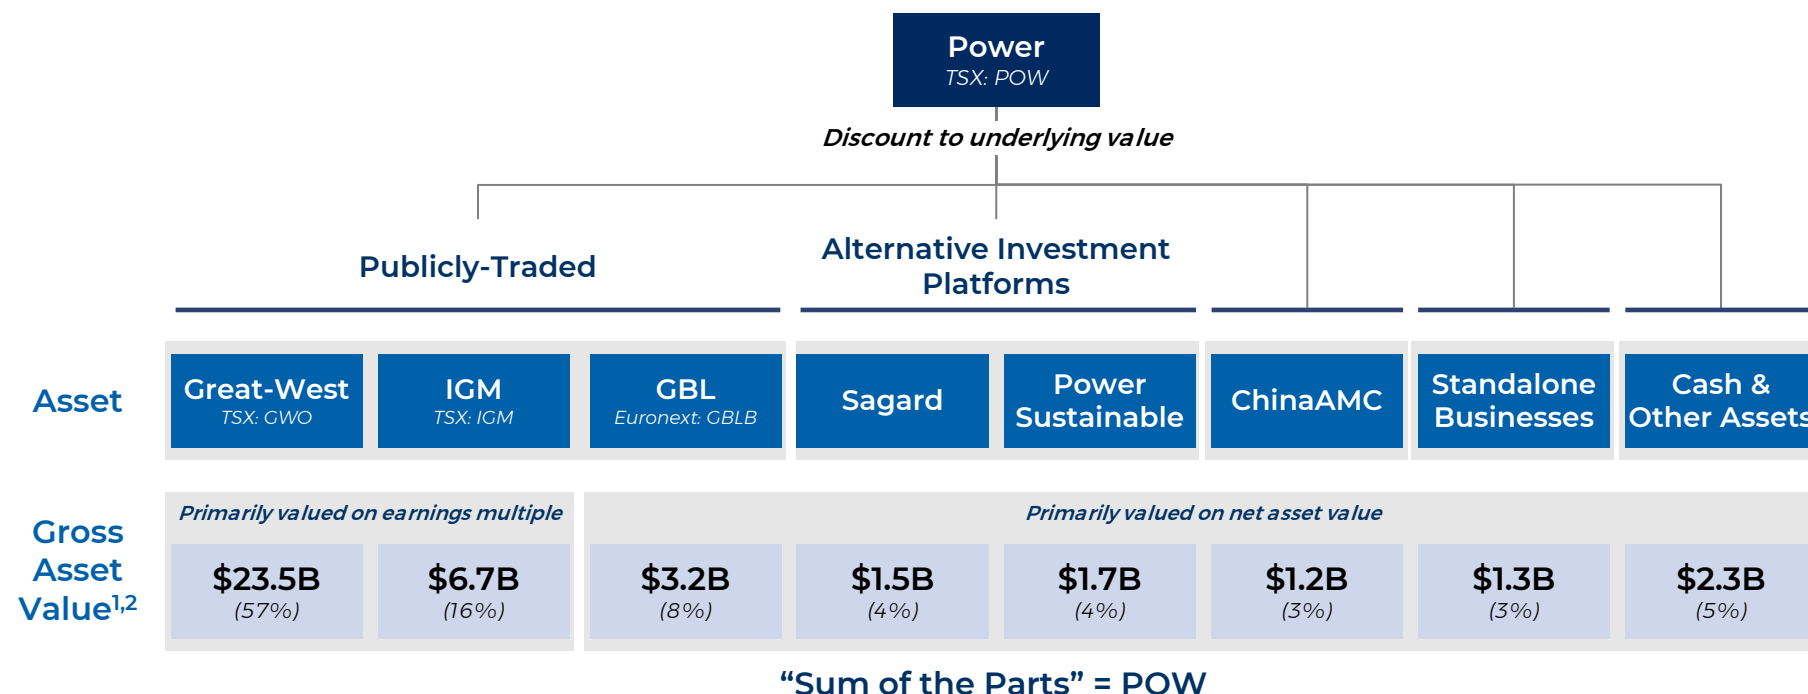 Power
TSX: POW
Discount to underlying value
Publicly-Traded
Alternative Investment
Platforms
Asset
Great-West
TSX: GWO
IGM
TSX: IGM
GBL
Euronext: GBLB
Sagard
Power
Sustainable
ChinaAMC
Standalone
Businesses
Cash &
Other Assets
Gross
Asset
Value1,2
Primarily valued on earnings multiple
Primarily valued on net asset value
$23.5B
(57%)
$6.7B
(16%)
$3.2B
(8%)
$1.5B
(4%)
$1.7B
(4%)
$1.2B
(3%)
$1.3B
(3%)
$2.3B
(5%)
“Sum of the Parts” = POW